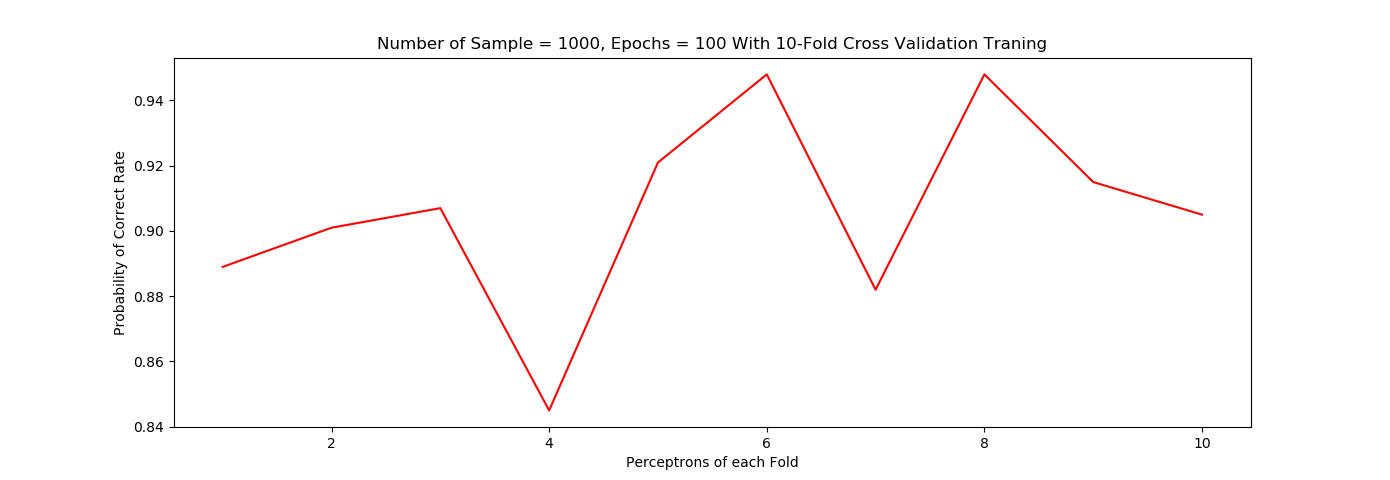 Number of Sample = 1000, Epochs = 100 With 10-Fold Cross Validation Traning
Probability of Correct Rate
0.94
0.92
0.90
0.88
0.86
0.84
2 4 6 8 10
Perceptrons of each Fold